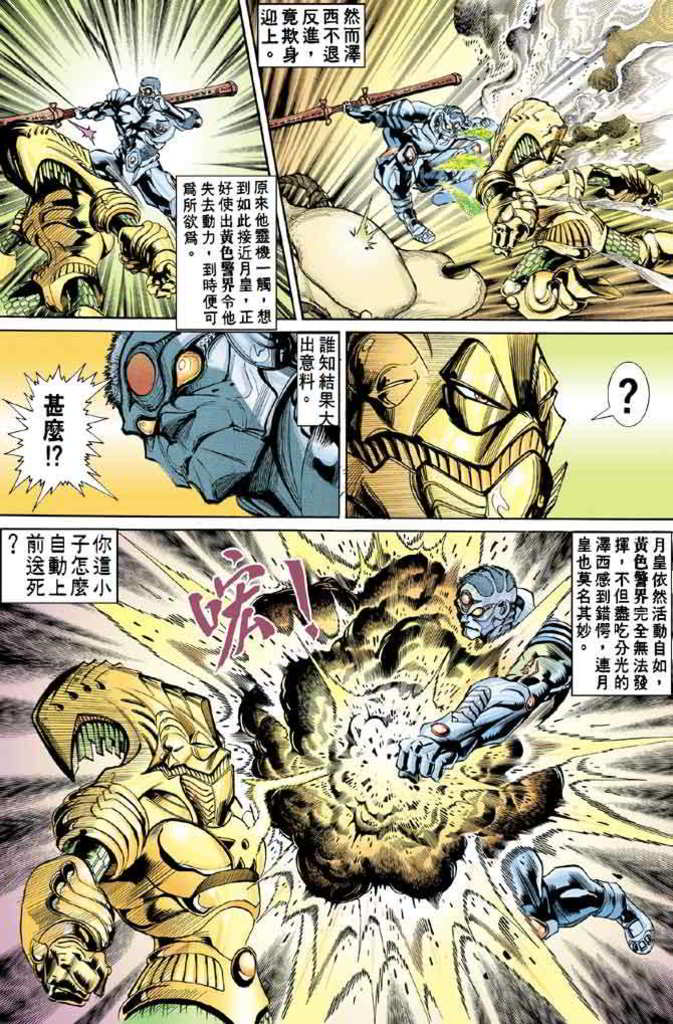 然而澤
西不退
反進，
竟欺身
迎上。
原來他靈機一觸，想
到如此接近月皇，正
好使出黃色警界令他
失去動力，到時便可
為所欲為。
？
誰知結果大
出意料。
甚麼!?
月皇依然活動自如，
黃色警界完全無法發
揮，不但盡吃分光的
澤西感到錯愕，連月
皇也莫名其妙。
唳！
你這小
子怎麼
自動上
前送死
？